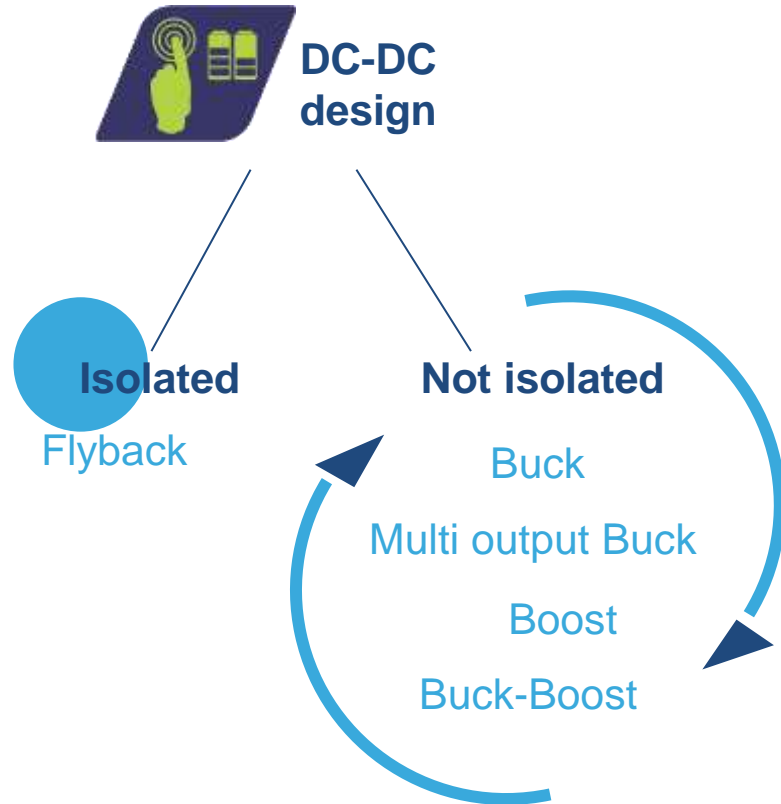 DC-DC
design
Isolated
Not isolated
Flyback
Buck
Multi output Buck
Boost
Buck-Boost